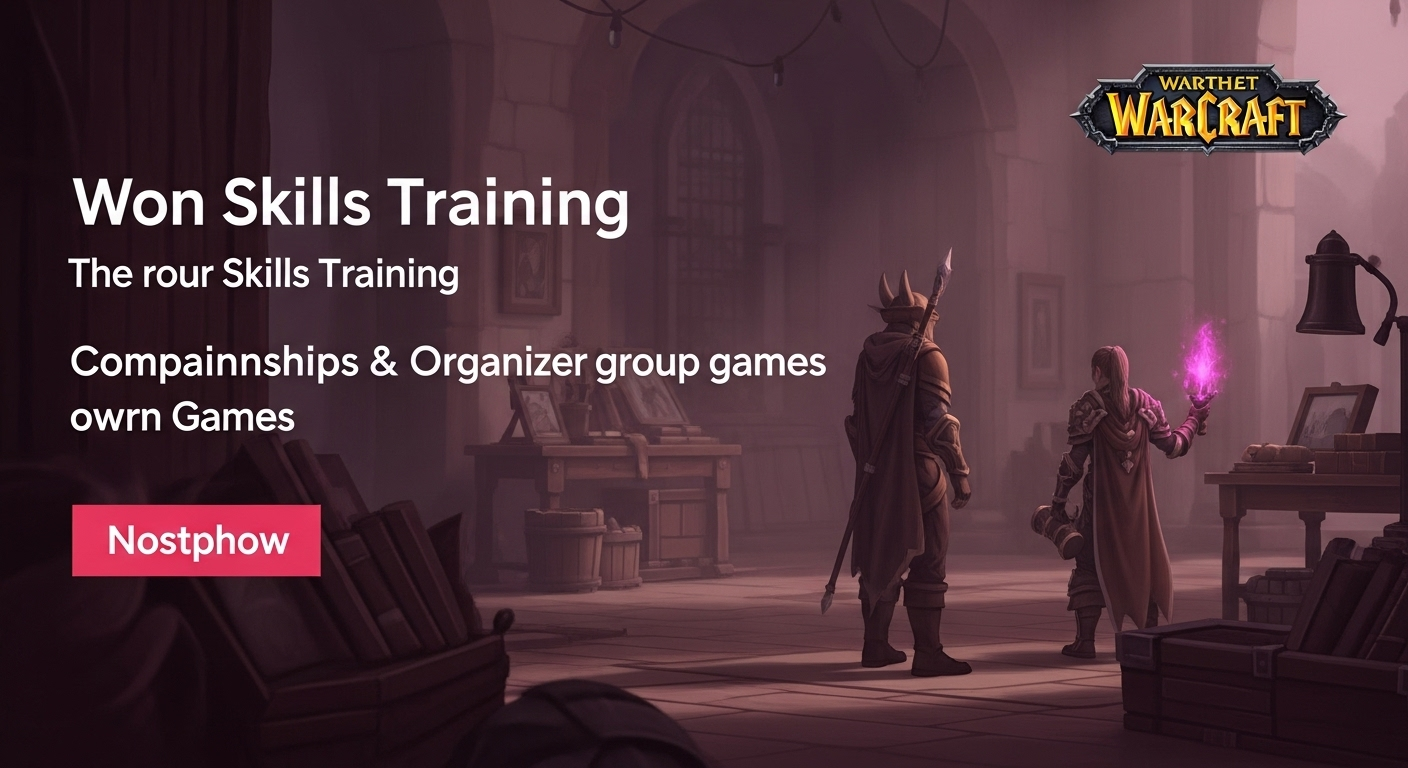 WARTHET
WARCRAFT
Won Skills Training
The rour Skills Training
Compainnships & Organizer group games
owrn Games
Nostphow